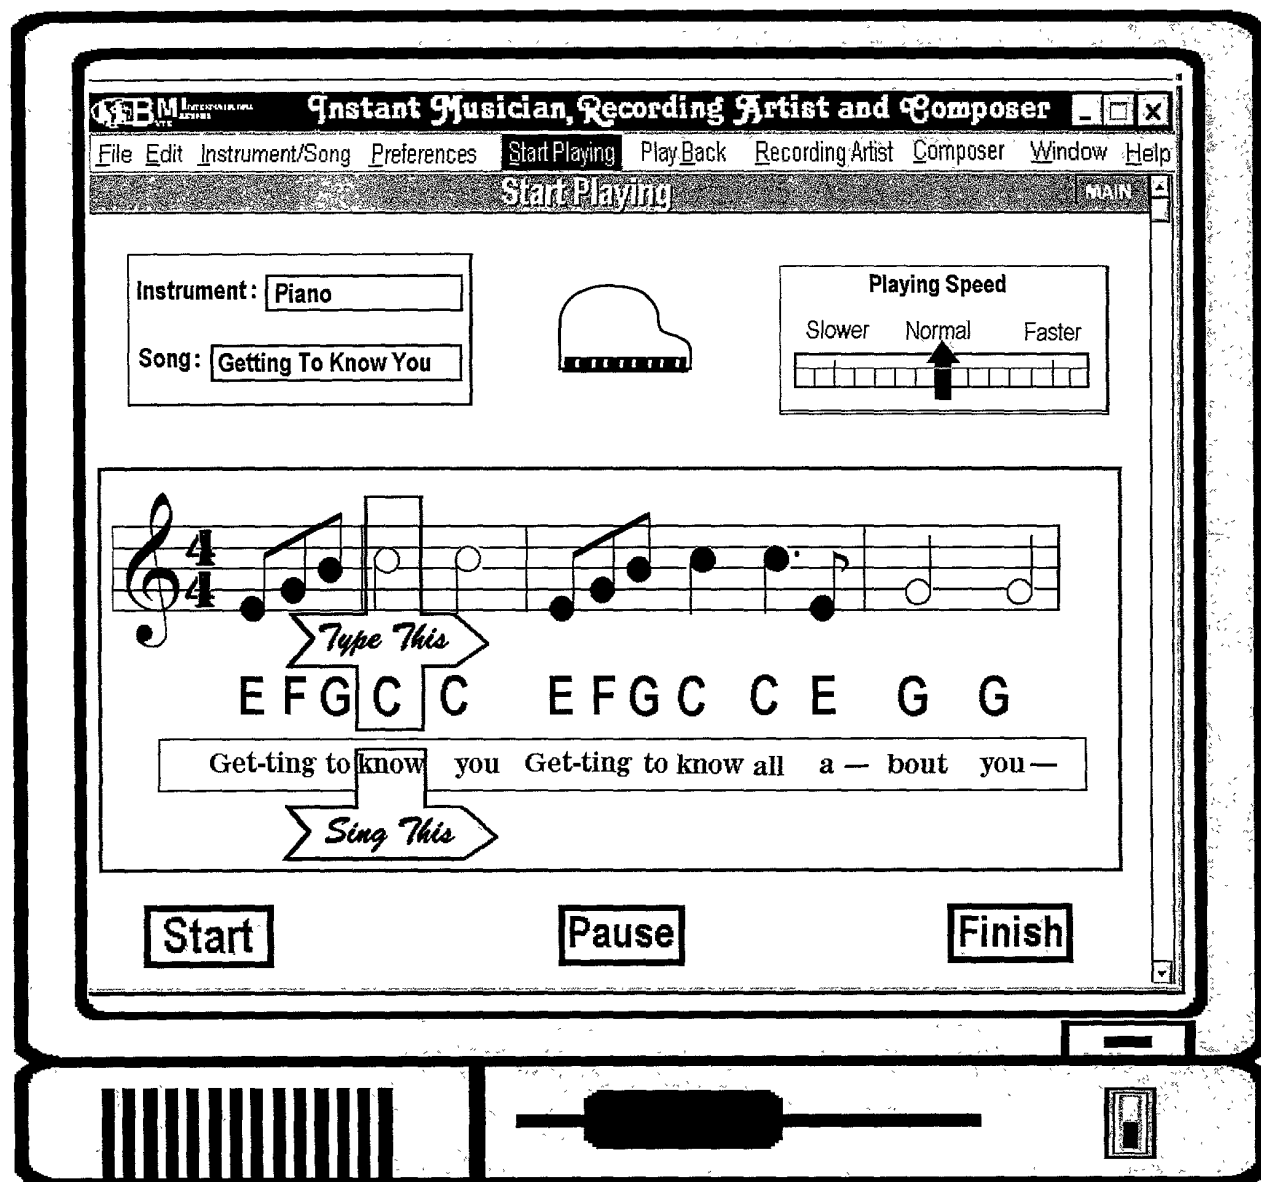 Instant Musician, Recording Artist and Composer
File Edit Instrument/Song Preferences Start Playing Play Back Recording Artist Composer Window Help
Start Playing MAIN
Instrument: Piano
Song: Getting To Know You
Playing Speed
Slower Normal Faster
4
4
Type This
E F G C C E F G C C E G G
Get-ting to know you Get-ting to know all a — bout you —
Sing This
Start Pause Finish